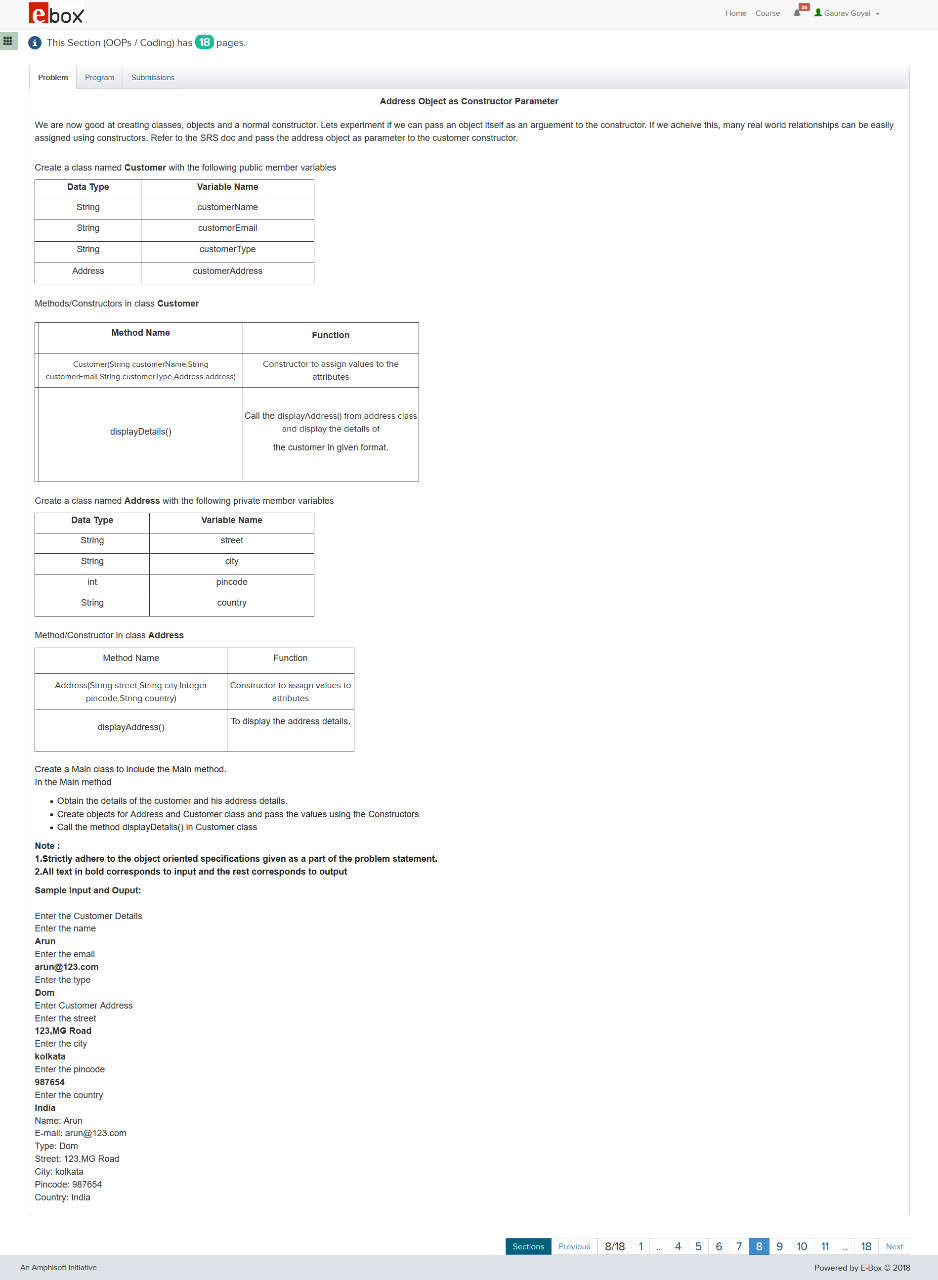 ebox
Home Course 26 Gaurav Goyal
This Section (OOPs / Coding) has 18 pages.
Problem Program Submissions
Address Object as Constructor Parameter
We are now good at creating classes, objects and a normal constructor. Lets experiment if we can pass an object itself as an arguement to the constructor. If we acheive this, many real world relationships can be easily
assigned using constructors. Refer to the SRS doc and pass the address object as parameter to the customer constructor.
Create a class named Customer with the following public member variables
Data Type Variable Name
String customerName
String customerEmail
String customerType
Address customerAddress
Methods/Constructors in class Customer
Method Name Function
Customer(String customerName,String
customerEmail,String customerType,Address address)
Constructor to assign values to the
attributes
displayDetails()
Call the displayAddress() from address class
and display the details of
the customer in given format.
Create a class named Address with the following private member variables
Data Type Variable Name
String street
String city
int pincode
String country
Method/Constructor in class Address
Method Name Function
Address(String street,String city,Integer
pincode,String country)
Constructor to assign values to
attributes
displayAddress()
To display the address details.
Create a Main class to include the Main method.
In the Main method
• Obtain the details of the customer and his address details.
• Create objects for Address and Customer class and pass the values using the Constructors
• Call the method displayDetails() in Customer class
Note :
1.Strictly adhere to the object oriented specifications given as a part of the problem statement.
2.All text in bold corresponds to input and the rest corresponds to output
Sample Input and Ouput:
Enter the Customer Details
Enter the name
Arun
Enter the email
arun@123.com
Enter the type
Dom
Enter Customer Address
Enter the street
123,MG Road
Enter the city
kolkata
Enter the pincode
987654
Enter the country
India
Name: Arun
E-mail: arun@123.com
Type: Dom
Street: 123,MG Road
City: kolkata
Pincode: 987654
Country: India
Sections Previous 8/18 1 .. 4 5 6 7 8 9 10 11 .. 18 Next
An Amphisoft Initiative
Powered by E-Box © 2018